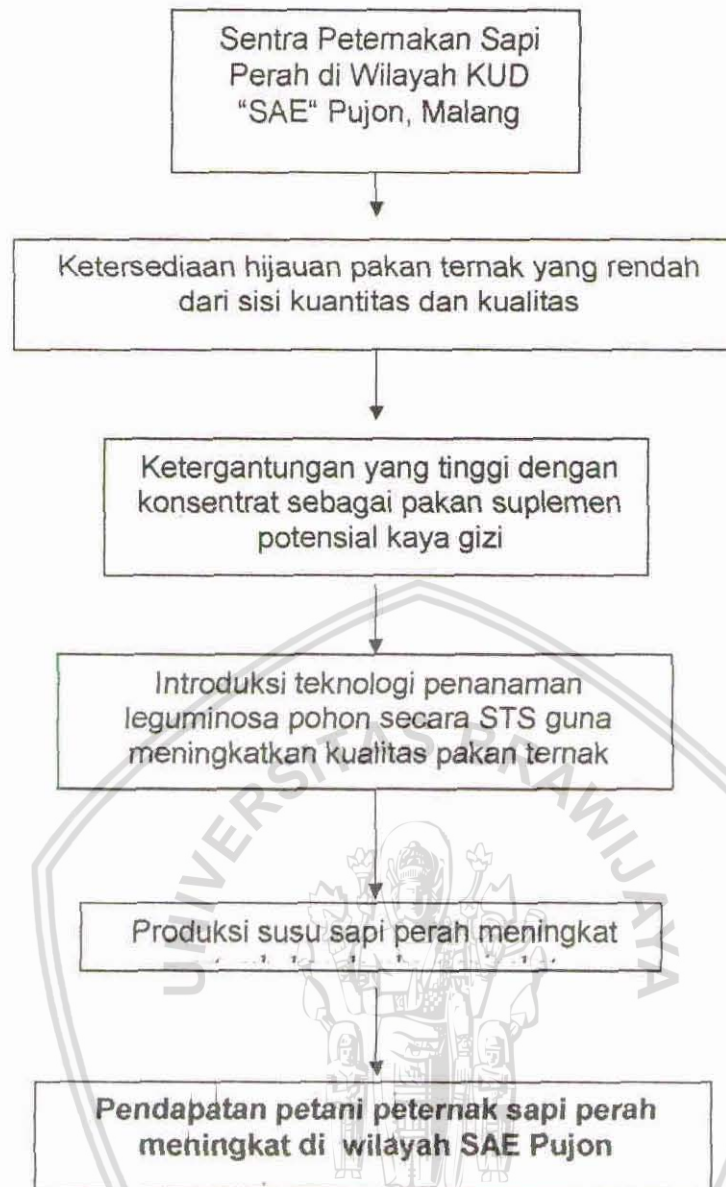 Sentra Peternakan Sapi
Perah di Wilayah KUD
“SAE“ Pujon, Malang
Ketersediaan hijauan pakan ternak yang rendah
dari sisi kuantitas dan kualitas
Ketergantungan yang tinggi dengan
konsentrat sebagai pakan suplemen
potensial kaya gizi
Introduksi teknologi penanaman
leguminosa pohon secara STS guna
meningkatkan kualitas pakan ternak
Produksi susu sapi perah meningkat
Pendapatan petani peternak sapi perah
meningkat di wilayah SAE Pujon
UNIVERSITAS BRAWIJAYA